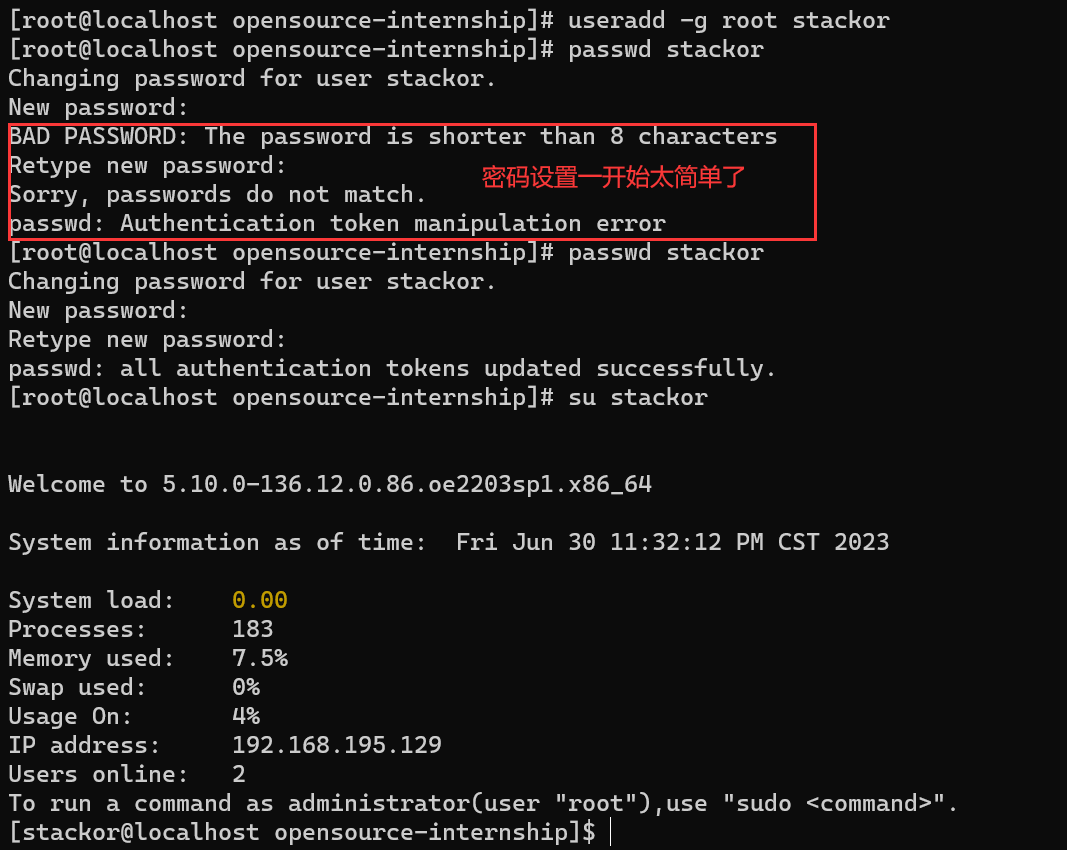 [root@localhost opensource-internship]# useradd -g root stackor
[root@localhost opensource-internship]# passwd stackor
Changing password for user stackor.
New password:
BAD PASSWORD: The password is shorter than 8 characters
Retype new password:
密码设置一开始太简单了
Sorry, passwords do not match.
passwd: Authentication token manipulation error
[root@localhost opensource-internship]# passwd stackor
Changing password for user stackor.
New password:
Retype new password:
passwd: all authentication tokens updated successfully.
[root@localhost opensource-internship]# su stackor
Welcome to 5.10.0-136.12.0.86.oe2203sp1.x86_64
System information as of time:  Fri Jun 30 11:32:12 PM CST 2023
System load:    0.00
Processes:      183
Memory used:    7.5%
Swap used:      0%
Usage On:       4%
IP address:     192.168.195.129
Users online:   2
To run a command as administrator(user "root"),use "sudo <command>".
[stackor@localhost opensource-internship]$